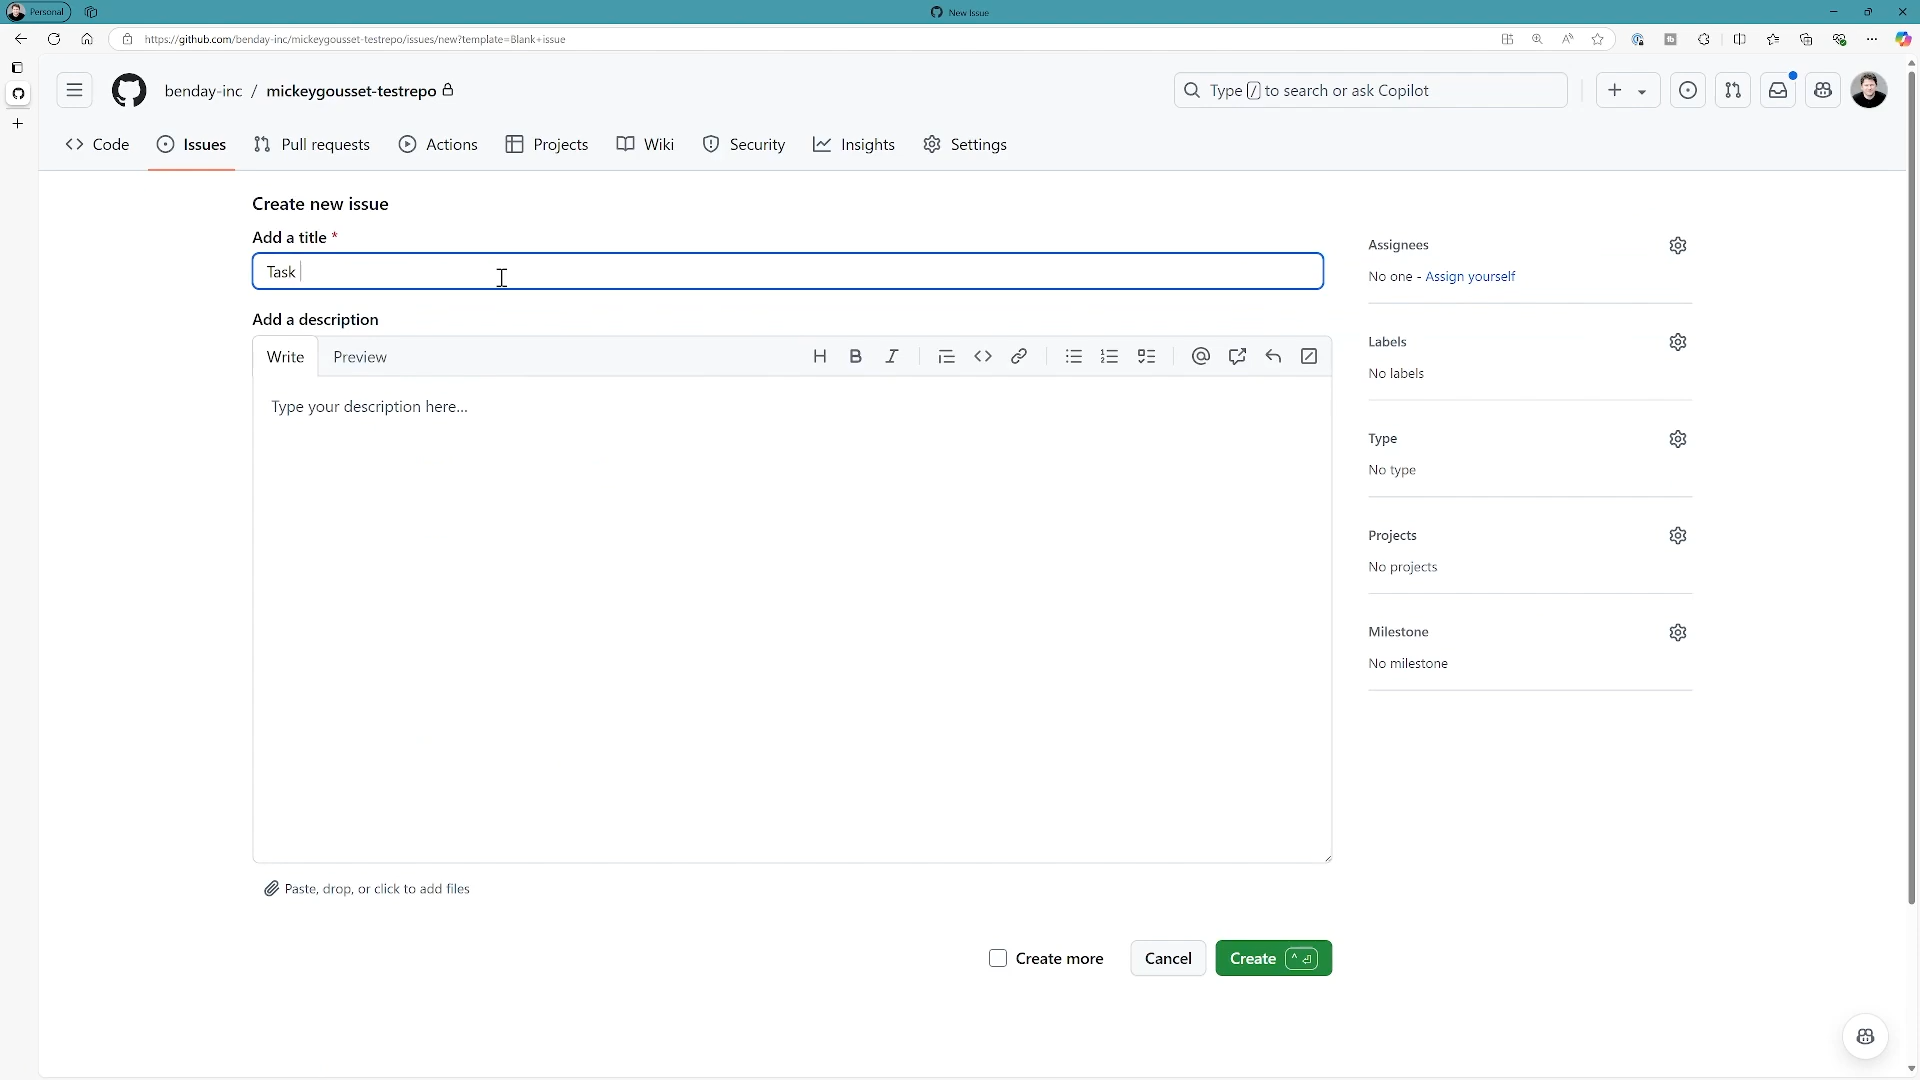 Personal
New Issue
https://github.com/benday-inc/mickeygousset-testrepo/issues/new?template=Blank+issue
benday-inc / mickeygousset-testrepo
Type / to search or ask Copilot
Code
Issues
Pull requests
Actions
Projects
Wiki
Security
Insights
Settings
Create new issue
Add a title *
Task
Add a description
Write
Preview
Type your description here...
Paste, drop, or click to add files
Create more
Cancel
Create
Assignees
No one - Assign yourself
Labels
No labels
Type
No type
Projects
No projects
Milestone
No milestone